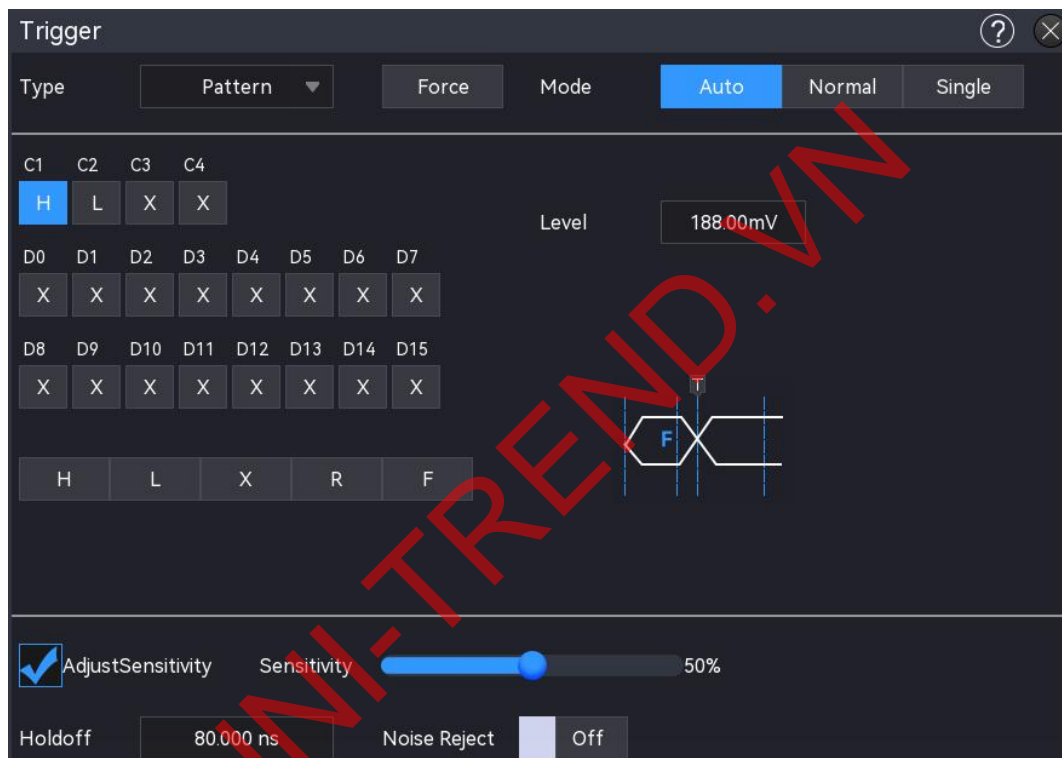 Trigger
Type Pattern Force Mode Auto Normal Single
C1 C2 C3 C4
H L X X
Level 188.00mV
D0 D1 D2 D3 D4 D5 D6 D7
X X X X X X X X
D8 D9 D10 D11 D12 D13 D14 D15
X X X X X X X X
T
F
H L X R F
AdjustSensitivity Sensitivity 50%
Holdoff 80.000 ns Noise Reject Off
UNI-TREND.VN